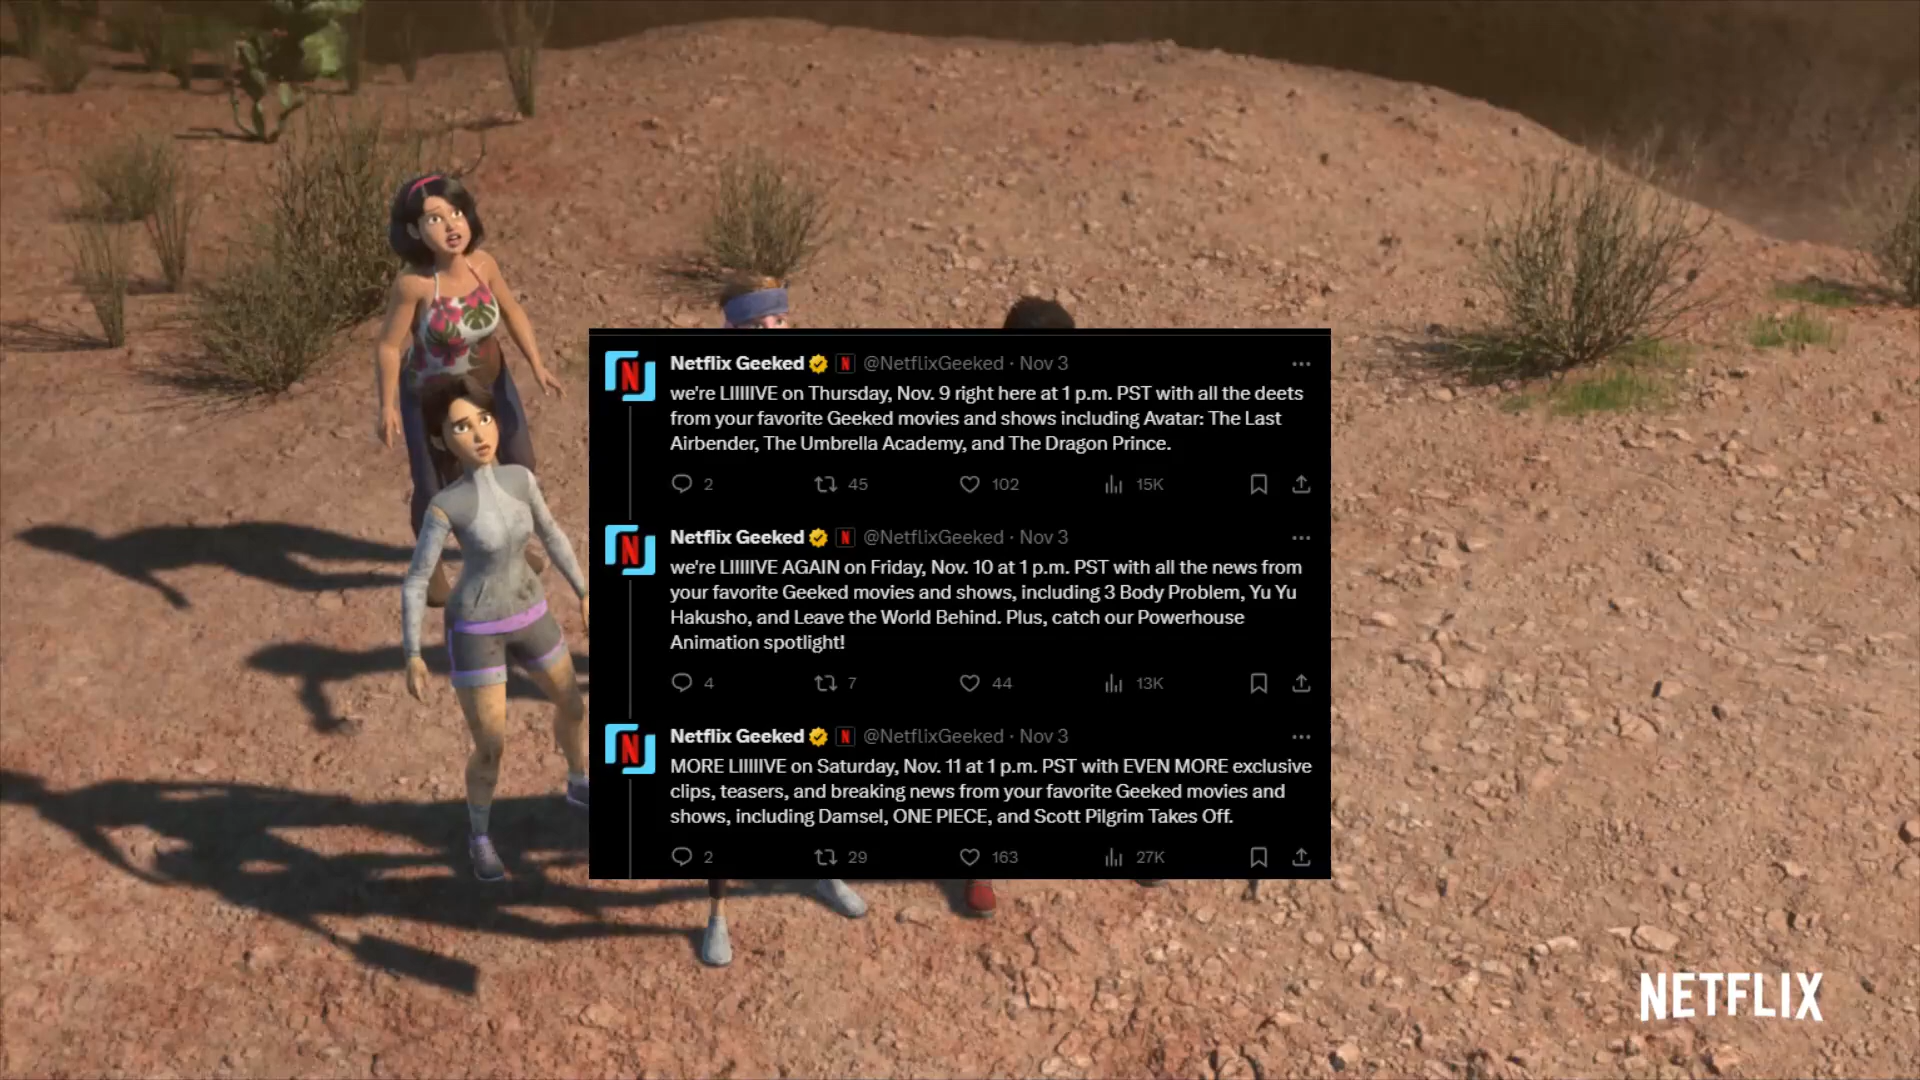 Netflix Geeked @NetflixGeeked · Nov 3
we're LIIIIIVE on Thursday, Nov. 9 right here at 1 p.m. PST with all the deets
from your favorite Geeked movies and shows including Avatar: The Last
Airbender, The Umbrella Academy, and The Dragon Prince.
2 45 102 15K
Netflix Geeked @NetflixGeeked · Nov 3
we're LIIIIIVE AGAIN on Friday, Nov. 10 at 1 p.m. PST with all the news from
your favorite Geeked movies and shows, including 3 Body Problem, Yu Yu
Hakusho, and Leave the World Behind. Plus, catch our Powerhouse
Animation spotlight!
4 7 44 13K
Netflix Geeked @NetflixGeeked · Nov 3
MORE LIIIIIVE on Saturday, Nov. 11 at 1 p.m. PST with EVEN MORE exclusive
clips, teasers, and breaking news from your favorite Geeked movies and
shows, including Damsel, ONE PIECE, and Scott Pilgrim Takes Off.
2 29 163 27K
NETFLIX